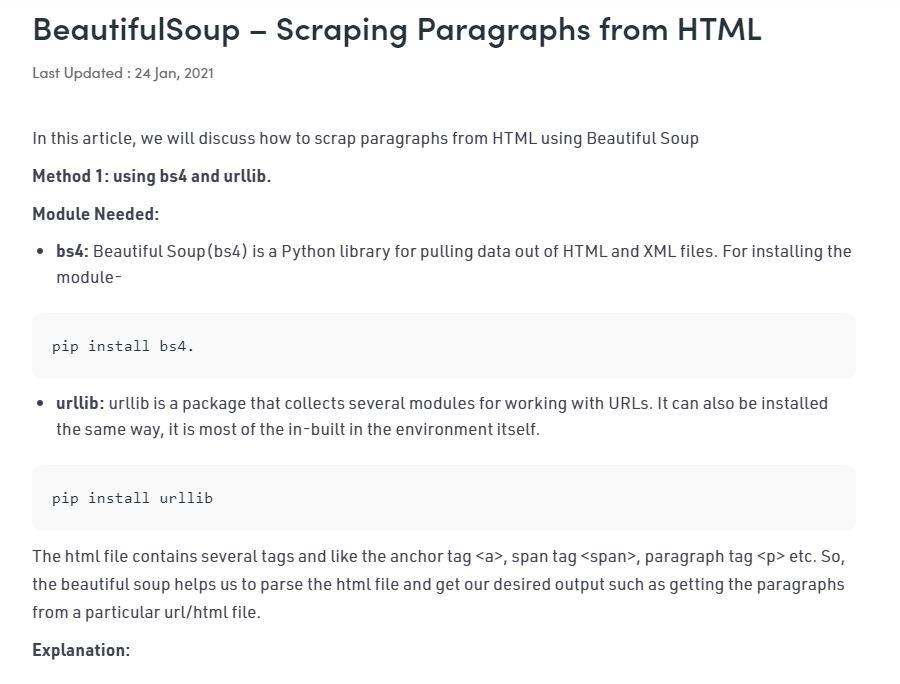 BeautifulSoup – Scraping Paragraphs from HTML
Last Updated : 24 Jan, 2021
In this article, we will discuss how to scrap paragraphs from HTML using Beautiful Soup
Method 1: using bs4 and urllib.
Module Needed:
• bs4: Beautiful Soup(bs4) is a Python library for pulling data out of HTML and XML files. For installing the
module-
pip install bs4.
• urllib: urllib is a package that collects several modules for working with URLs. It can also be installed
the same way, it is most of the in-built in the environment itself.
pip install urllib
The html file contains several tags and like the anchor tag <a>, span tag <span>, paragraph tag <p> etc. So,
the beautiful soup helps us to parse the html file and get our desired output such as getting the paragraphs
from a particular url/html file.
Explanation: